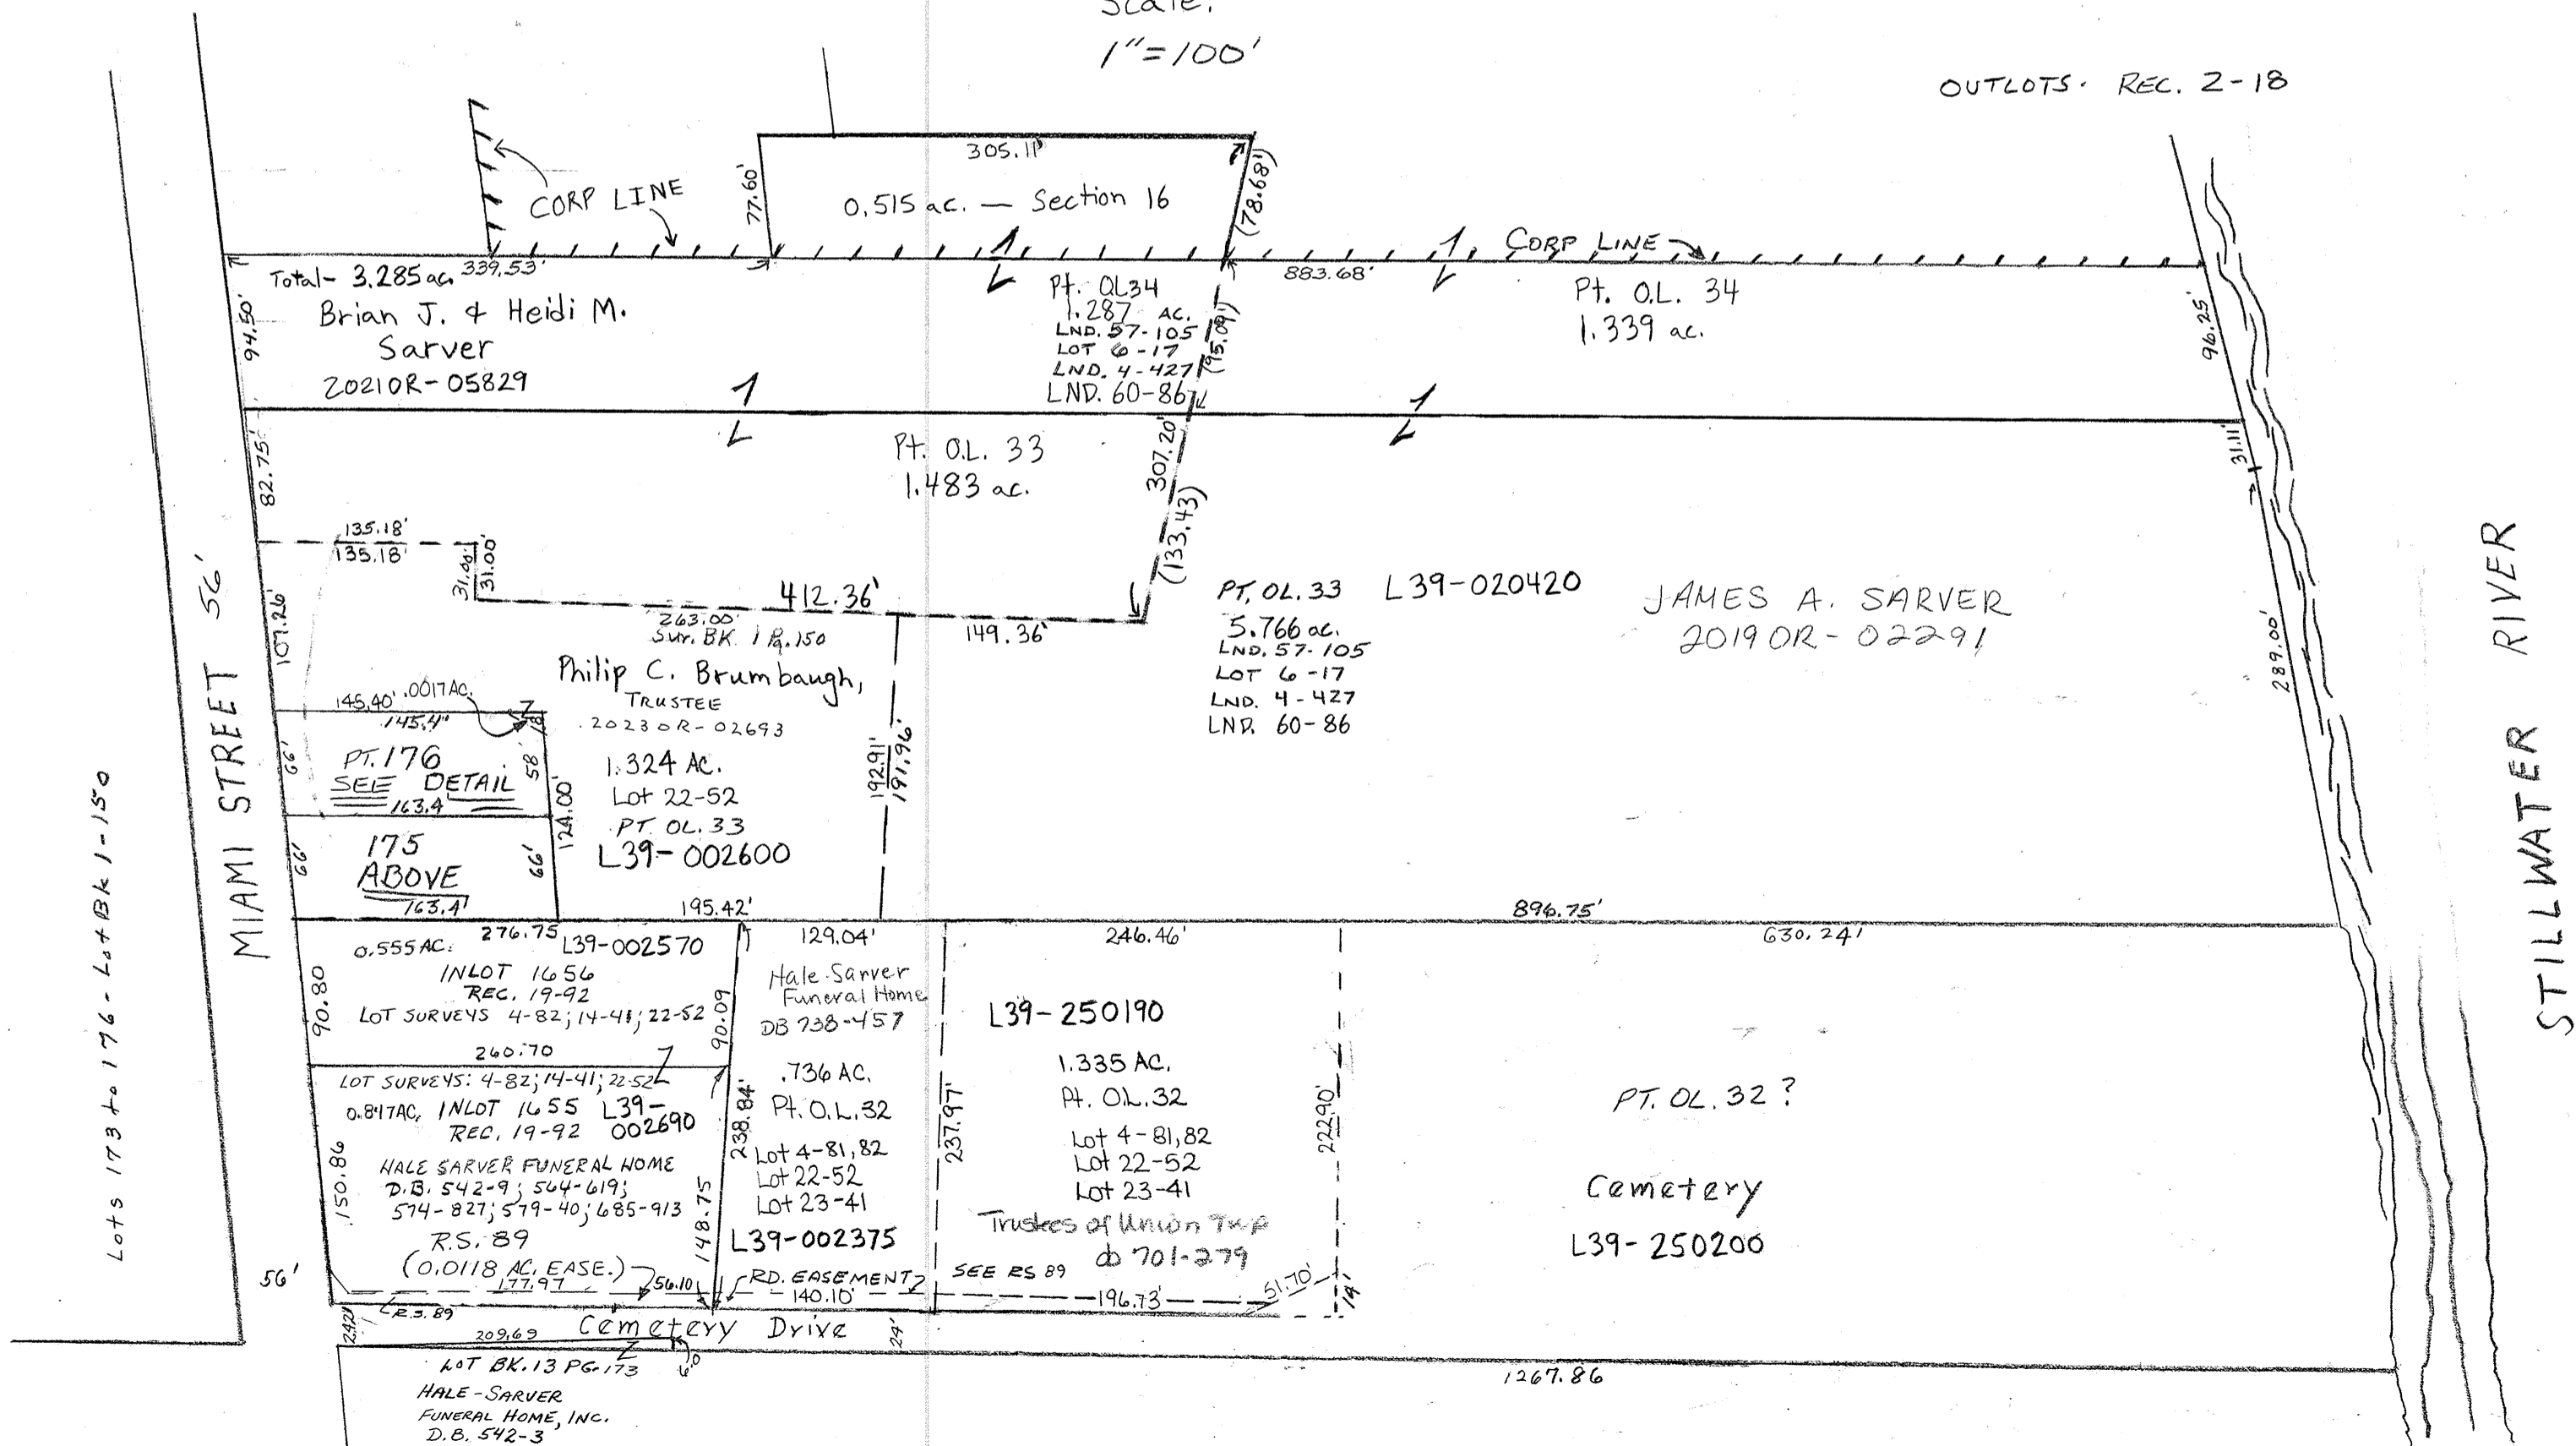 Scale:
1"=100'
OUTLOTS. REC. 2-18
305.11'
77.60'
(78.68')
0.515 ac. — Section 16
CORP LINE
CORP LINE
339.53'
883.68'
Total- 3.285 ac.
Brian J. & Heidi M.
Sarver
2021OR-05829
94.50'
Pt. OL34
1.287 AC.
LND. 57-105
LOT 6-17
LND. 4-427
LND. 60-86
(95.09')
Pt. O.L. 34
1.339 ac.
96.25'
82.75'
Pt. O.L. 33
1.483 ac.
307.20'
(133.43')
31.11'
135.18'
135.18'
31.00'
31.00'
412.36'
263.00'
Sur. BK. 1 Pg. 150
149.36'
107.26'
MIAMI STREET 56'
Lots 173 to 176 - Lot Bk 1-150
Philip C. Brumbaugh,
TRUSTEE
2023OR-02693
1.324 AC.
Lot 22-52
PT. OL. 33
L39-002600
192.91'
191.96'
PT. OL. 33 L39-020420
5.766 ac.
LND. 57-105
LOT 6-17
LND. 4-427
LND. 60-86
JAMES A. SARVER
2019OR-02291
289.00'
STILLWATER RIVER
145.40' .0017AC.
145.4'
18'
66'
PT. 176
SEE DETAIL
58'
163.4
124.00'
66'
175
ABOVE
66'
163.4'
195.42'
896.75'
276.75
129.04'
246.46'
630.24'
0.555 AC. L39-002570
INLOT 1656
REC. 19-92
LOT SURVEYS 4-82; 14-41; 22-52
90.80
90.09
260.70
LOT SURVEYS: 4-82; 14-41; 22-52
0.847AC. INLOT 1655 L39-
REC. 19-92 002690
HALE SARVER FUNERAL HOME
D.B. 542-9; 564-619;
574-827; 579-40; 685-913
R.S. 89
(0.0118 AC. EASE.)
150.86
177.97
56.10
148.75
238.84'
Hale-Sarver
Funeral Home
DB 738-457
.736 AC.
Pt. O.L. 32
Lot 4-81,82
Lot 22-52
Lot 23-41
L39-002375
RD. EASEMENT
140.10'
237.97'
L39-250190
1.335 AC.
Pt. O.L. 32
Lot 4-81,82
Lot 22-52
Lot 23-41
Trustees of Union Twp
db 701-279
SEE RS 89
196.73'
51.70'
14'
222.90'
PT. OL. 32 ?
Cemetery
L39-250200
56'
R.S. 89
24'
209.69
Cemetery Drive
24'
1267.86
LOT BK. 13 PG. 173
HALE-SARVER
FUNERAL HOME, INC.
D.B. 542-3